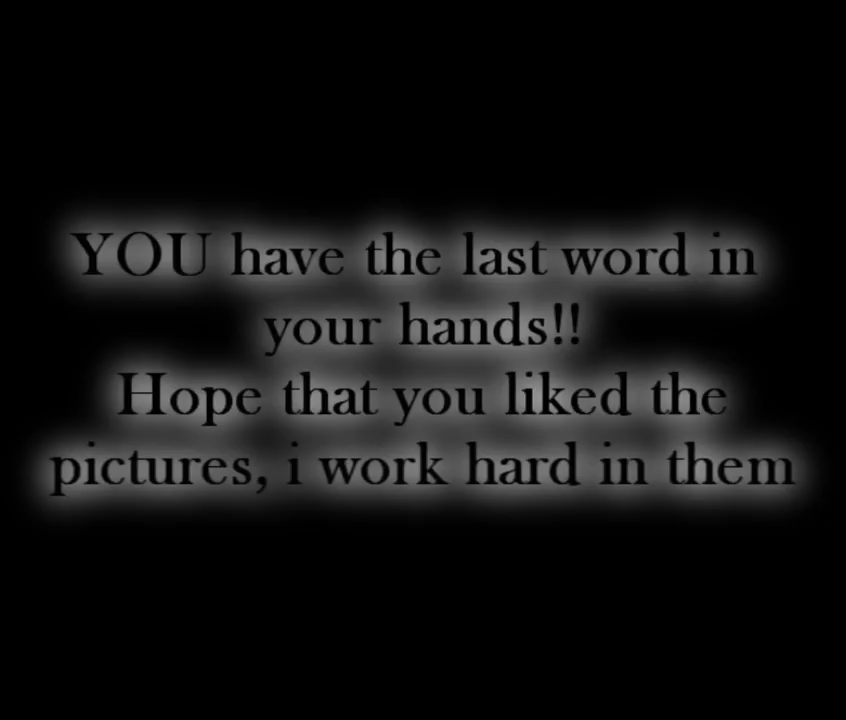 YOU have the last word in
your hands!!
Hope that you liked the
pictures, i work hard in them